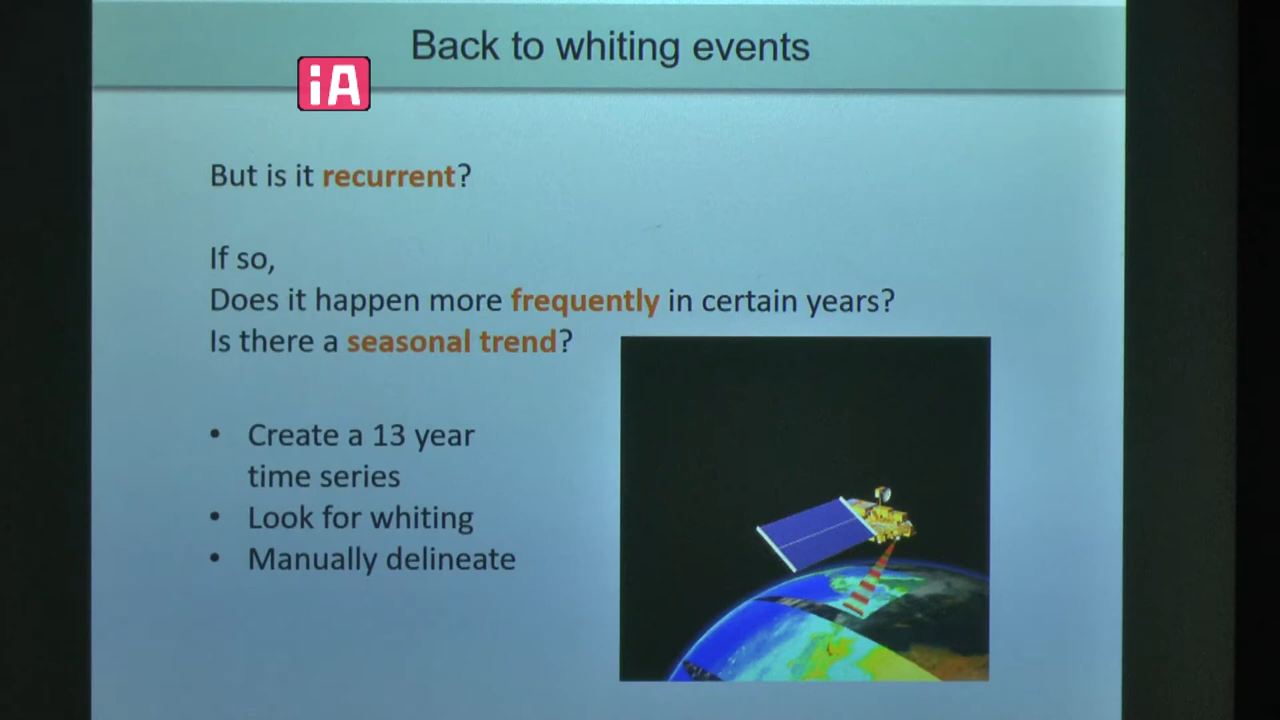 Back to whiting events
iA
But is it recurrent?
If so,
Does it happen more frequently in certain years?
Is there a seasonal trend?
• Create a 13 year
time series
• Look for whiting
• Manually delineate